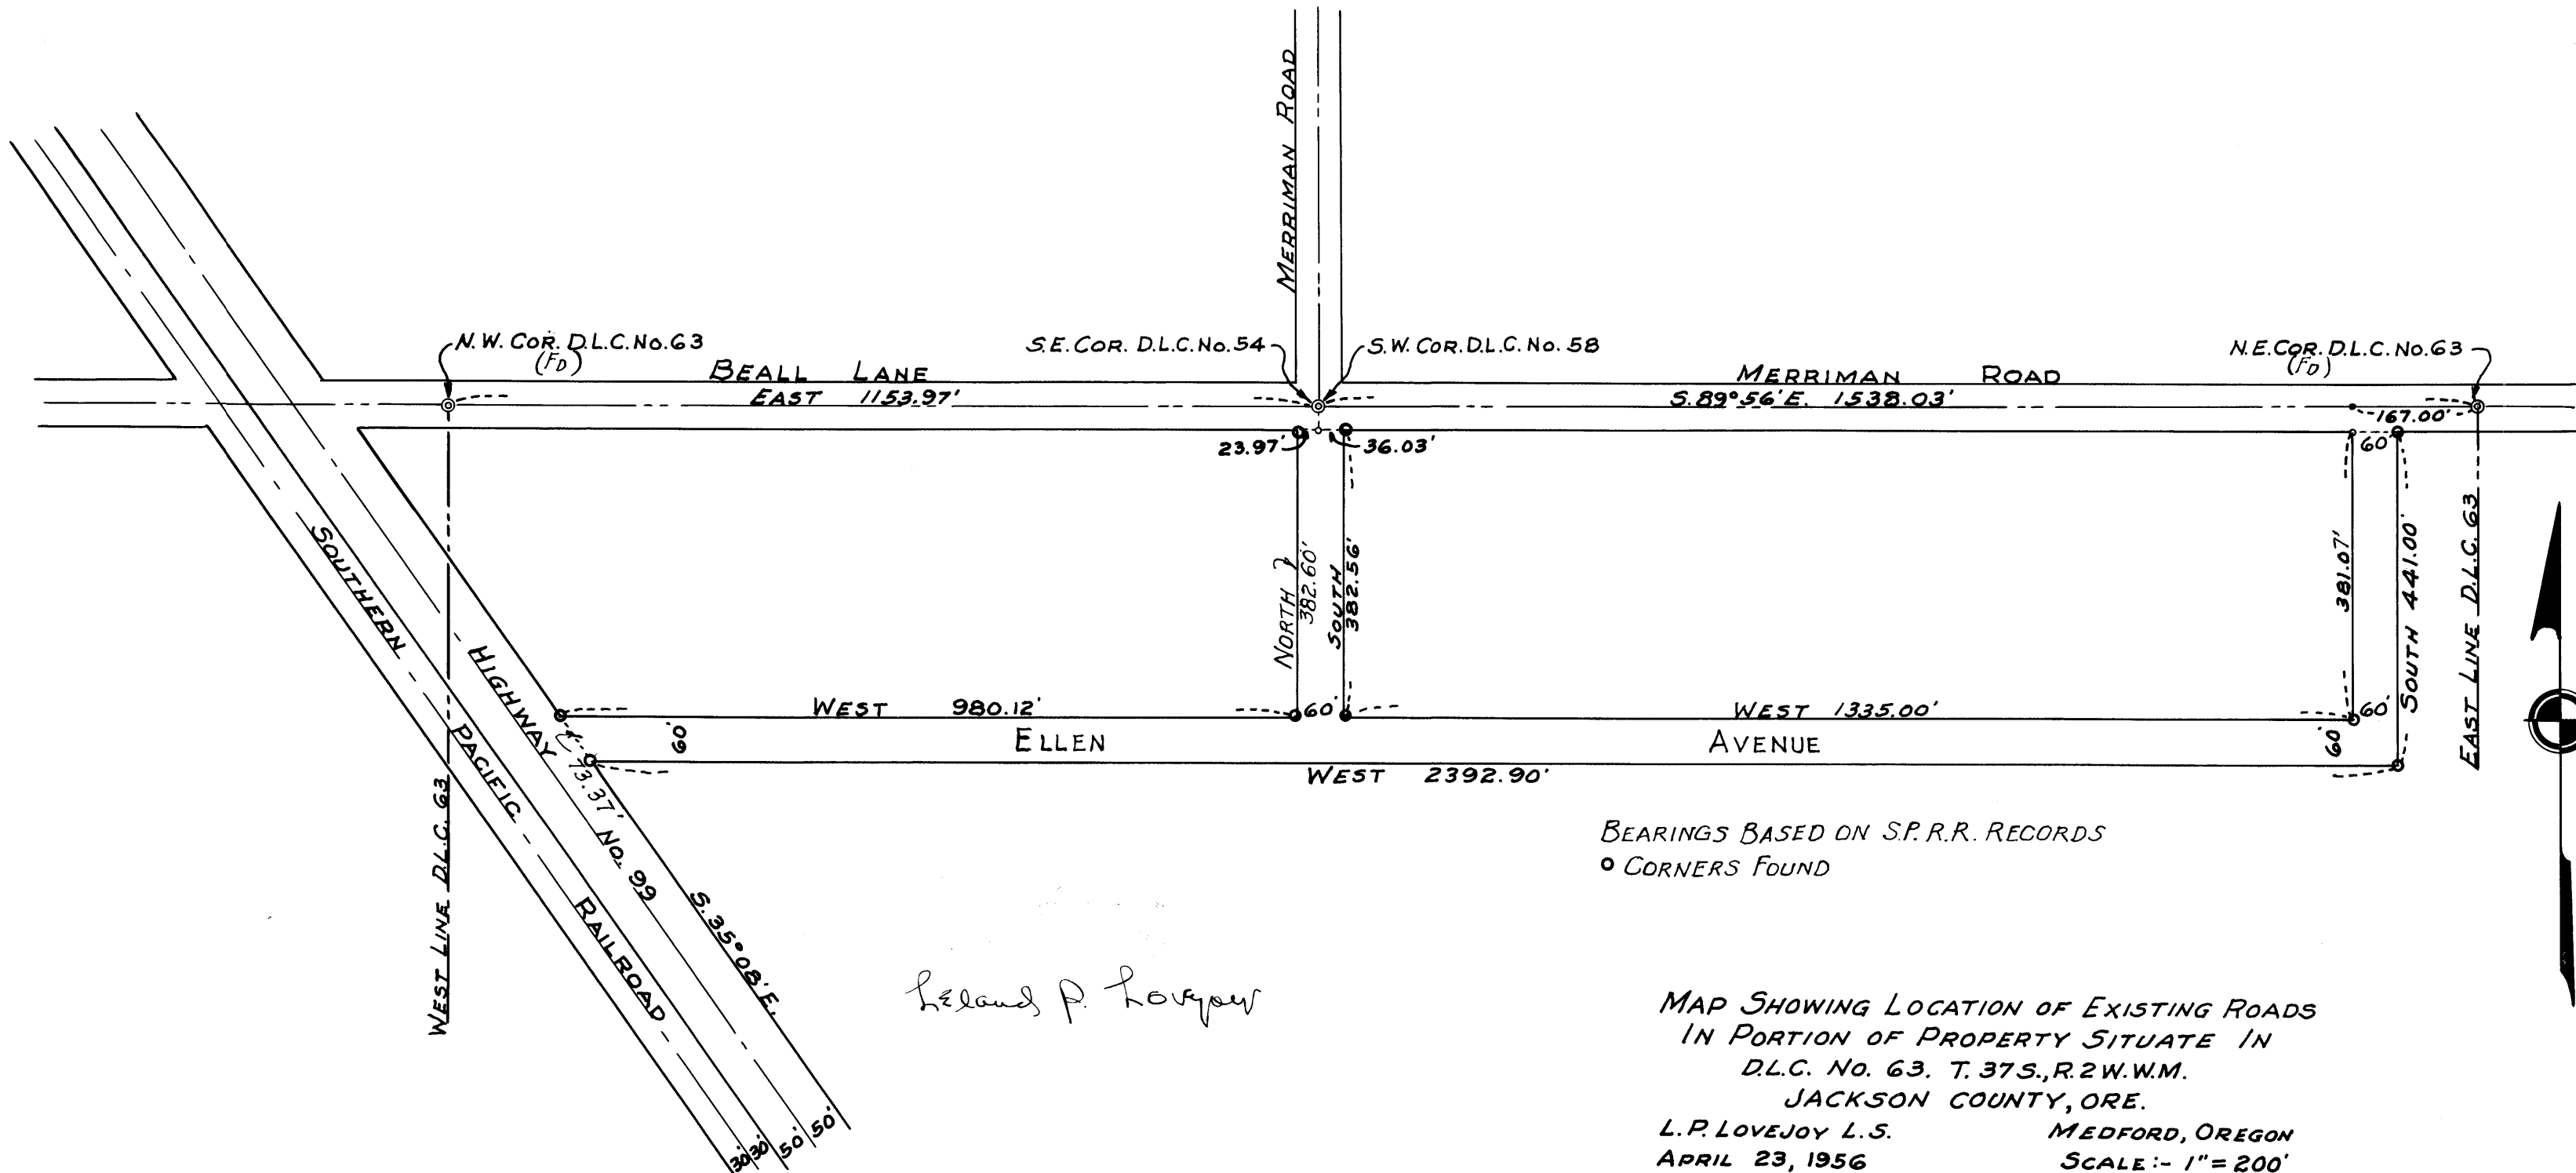 MERRIMAN ROAD
N.W. COR. D.L.C. No. 63
(FD)
S.E. COR. D.L.C. No. 54
S.W. COR. D.L.C. No. 58
N.E. COR. D.L.C. No. 63
(FD)
BEALL LANE
EAST 1153.97'
MERRIMAN ROAD
S. 89° 56' E. 1538.03'
167.00'
23.97'
36.03'
60'
SOUTHERN PACIFIC RAILROAD
HIGHWAY NO. 99
73.37'
S. 35° 08' E.
WEST LINE D.L.C. 63
NORTH
382.60'
SOUTH
382.56'
381.07'
SOUTH 441.00'
EAST LINE D.L.C. 63
WEST 980.12'
60'
WEST 1335.00'
60'
60'
ELLEN AVENUE
60'
WEST 2392.90'
BEARINGS BASED ON S.P.R.R. RECORDS
CORNERS FOUND
Leland P. Lovejoy
30' 30' 50' 50'
MAP SHOWING LOCATION OF EXISTING ROADS
IN PORTION OF PROPERTY SITUATE IN
D.L.C. NO. 63. T. 37 S., R. 2 W. W.M.
JACKSON COUNTY, ORE.
L.P. LOVEJOY L.S. MEDFORD, OREGON
APRIL 23, 1956 SCALE:- 1" = 200'